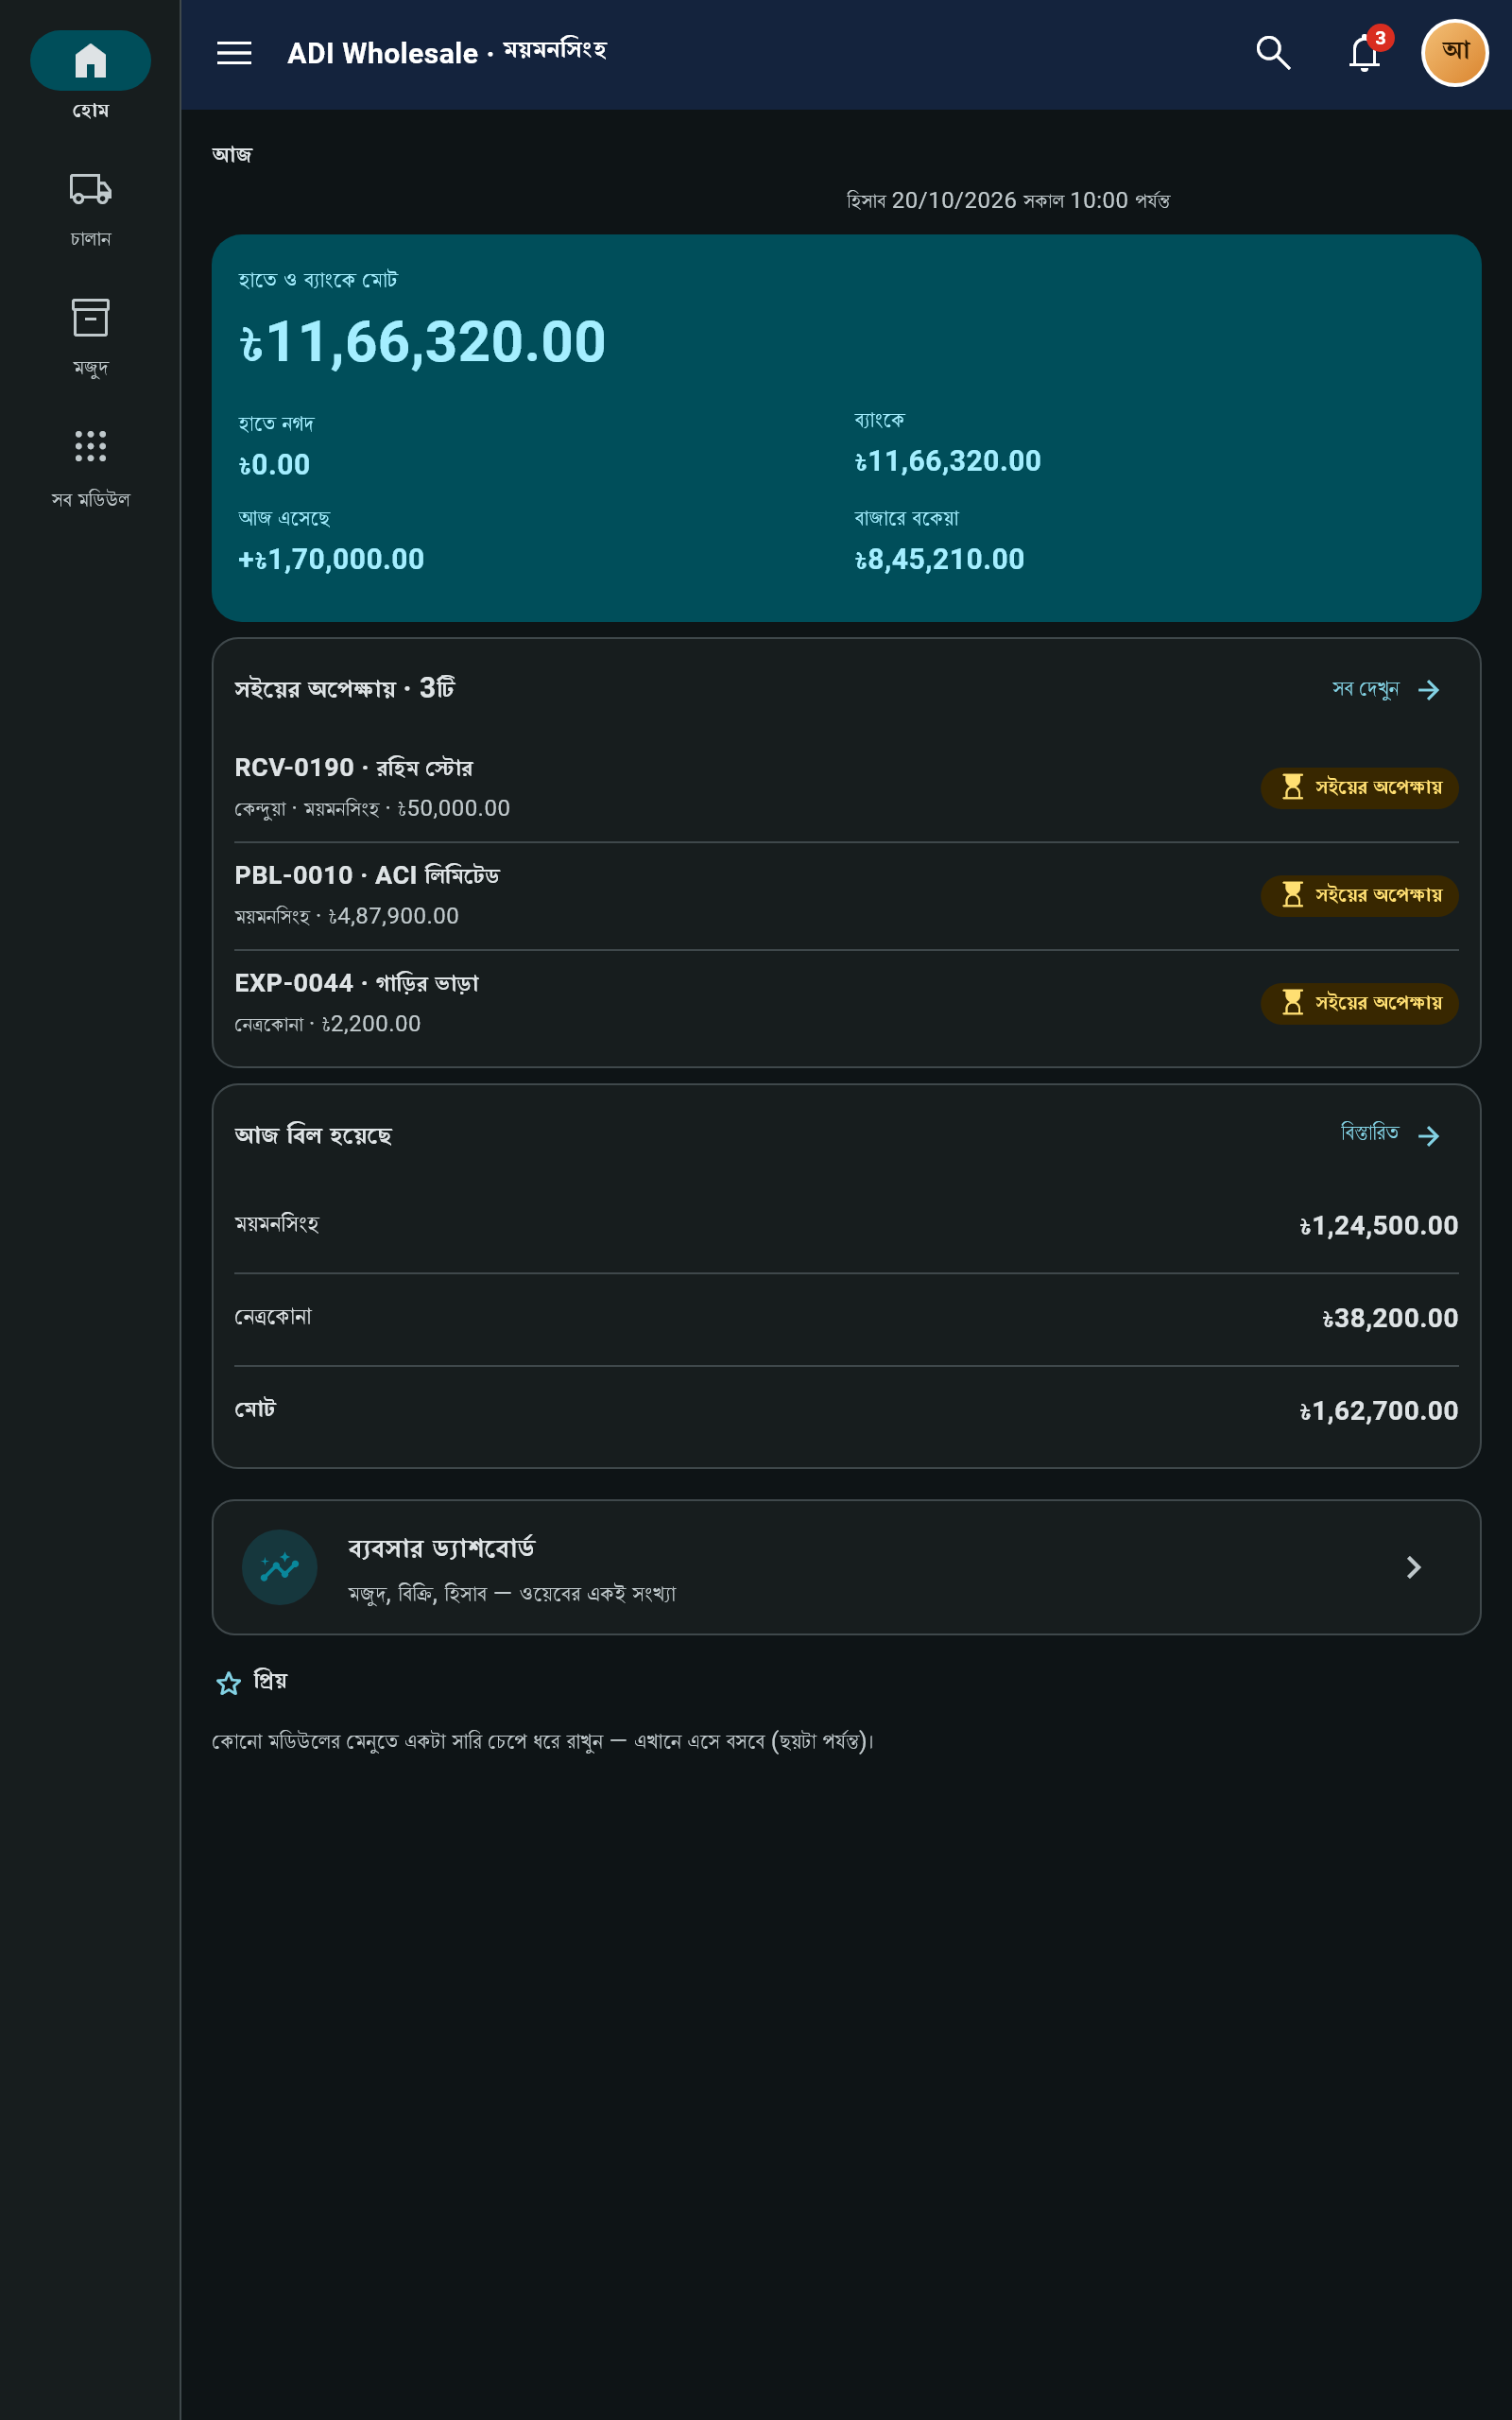 হোম
চালান
মজুদ
সব মডিউল
ADI Wholesale · ময়মনসিংহ
3
আ
আজ
হিসাব 20/10/2026 সকাল 10:00 পর্যন্ত
হাতে ও ব্যাংকে মোট
৳11,66,320.00
হাতে নগদ
৳0.00
ব্যাংকে
৳11,66,320.00
আজ এসেছে
+৳1,70,000.00
বাজারে বকেয়া
৳8,45,210.00
সইয়ের অপেক্ষায় · 3টি
সব দেখুন
RCV-0190 · রহিম স্টোর
কেন্দুয়া · ময়মনসিংহ · ৳50,000.00
সইয়ের অপেক্ষায়
PBL-0010 · ACI লিমিটেড
ময়মনসিংহ · ৳4,87,900.00
সইয়ের অপেক্ষায়
EXP-0044 · গাড়ির ভাড়া
নেত্রকোনা · ৳2,200.00
সইয়ের অপেক্ষায়
আজ বিল হয়েছে
বিস্তারিত
ময়মনসিংহ
৳1,24,500.00
নেত্রকোনা
৳38,200.00
মোট
৳1,62,700.00
ব্যবসার ড্যাশবোর্ড
মজুদ, বিক্রি, হিসাব — ওয়েবের একই সংখ্যা
প্রিয়
কোনো মডিউলের মেনুতে একটা সারি চেপে ধরে রাখুন — এখানে এসে বসবে (ছয়টা পর্যন্ত)।